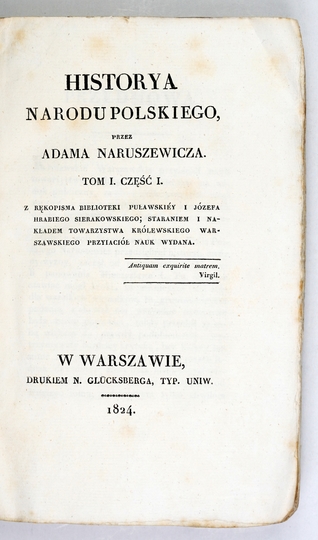 HISTORYA
NARODU POLSKIEGO,
PRZEZ
ADAMA NARUSZEWICZA.
TOM I. CZĘŚĆ I.
Z RĘKOPISMA BIBLIOTEKI PUŁAWSKIÉY I JÓZEFA
HRABIEGO SIERAKOWSKIEGO; STARANIEM I NA-
KŁADEM TOWARZYSTWA KRÓLEWSKIEGO WAR-
SZAWSKIEGO PRZYIACIÓŁ NAUK WYDANA.
Antiquam exquirite matrem.
Virgil.
W WARSZAWIE,
DRUKIEM N. GLÜCKSBERGA, TYP. UNIW.
1824.